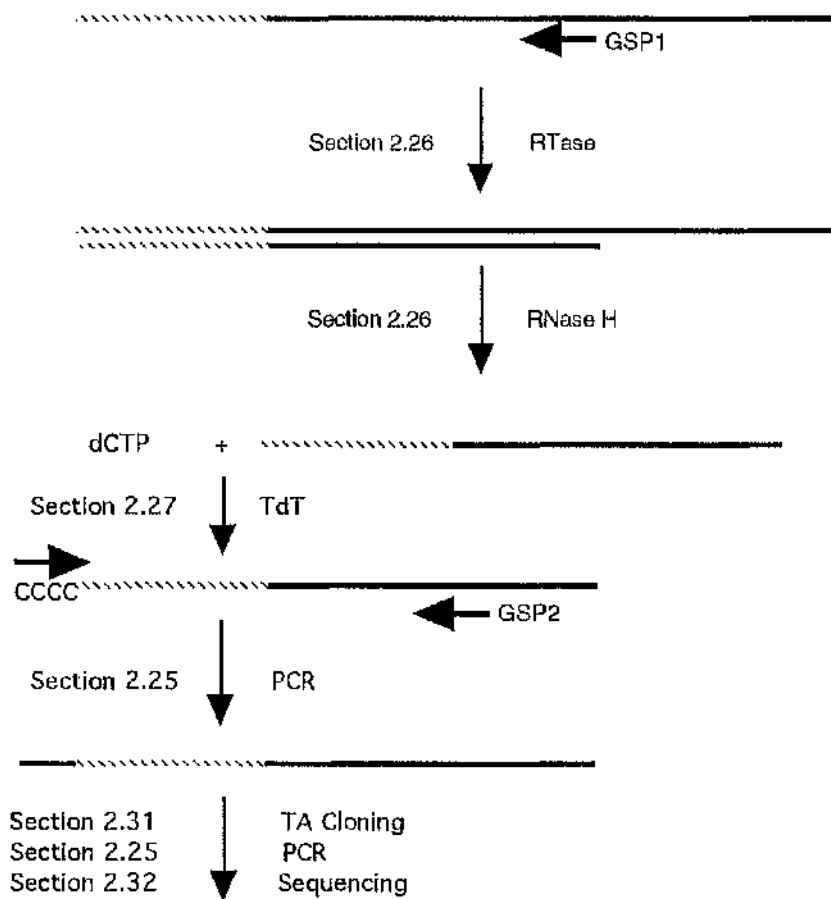 GSP1
Section 2.26 RTase
Section 2.26 RNase H
dCTP +
Section 2.27 TdT
CCCC
GSP2
Section 2.25 PCR
Section 2.31 TA Cloning
Section 2.25 PCR
Section 2.32 Sequencing